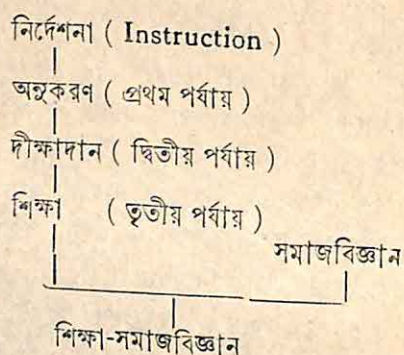 নির্দেশনা ( Instruction )
অনুকরণ ( প্রথম পর্যায় )
দীক্ষাদান ( দ্বিতীয় পর্যায় )
শিক্ষা ( তৃতীয় পর্যায় )
সমাজবিজ্ঞান
শিক্ষা-সমাজবিজ্ঞান